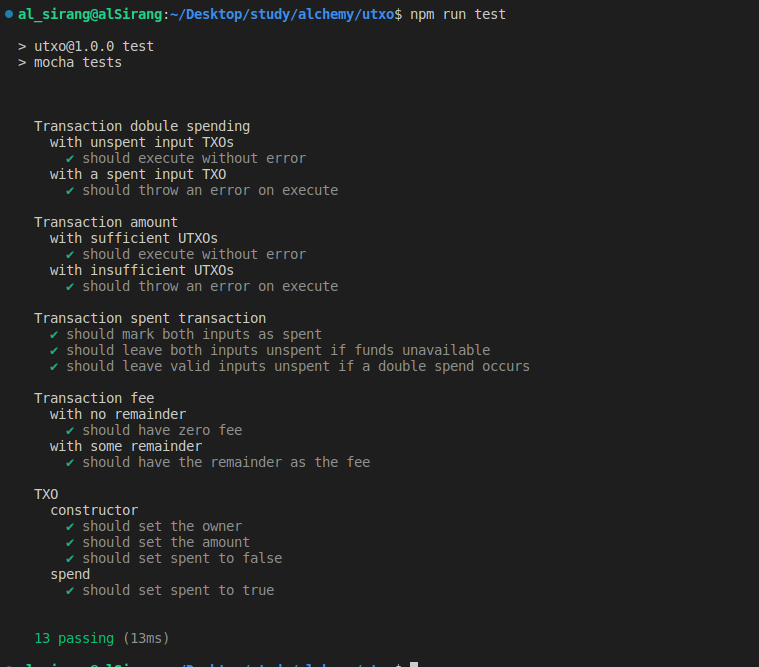 al_sirang@alSirang:~/Desktop/study/alchemy/utxo$ npm run test
> utxo@1.0.0 test
> mocha tests
Transaction dobule spending
with unspent input TXOs
✔ should execute without error
with a spent input TXO
✔ should throw an error on execute
Transaction amount
with sufficient UTXOs
✔ should execute without error
with insufficient UTXOs
✔ should throw an error on execute
Transaction spent transaction
✔ should mark both inputs as spent
✔ should leave both inputs unspent if funds unavailable
✔ should leave valid inputs unspent if a double spend occurs
Transaction fee
with no remainder
✔ should have zero fee
with some remainder
✔ should have the remainder as the fee
TXO
constructor
✔ should set the owner
✔ should set the amount
✔ should set spent to false
spend
✔ should set spent to true
13 passing (13ms)
al_sirang@alSirang:~/Desktop/study/alchemy/utxo$